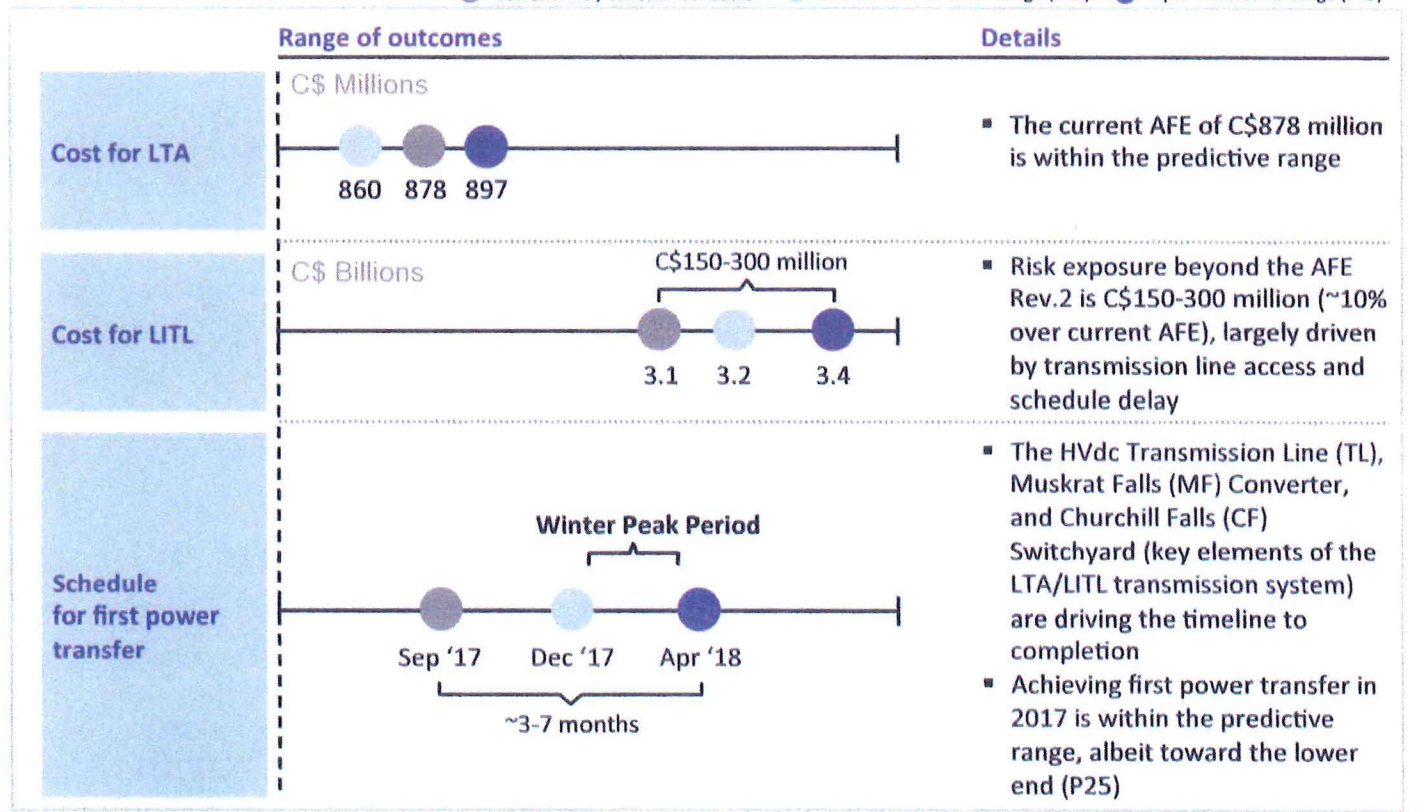 Range of outcomes
Details
Cost for LTA
C$ Millions
860 878 897
▪ The current AFE of C$878 million
is within the predictive range
Cost for LITL
C$ Billions
C$150-300 million
3.1 3.2 3.4
▪ Risk exposure beyond the AFE
Rev.2 is C$150-300 million (~10%
over current AFE), largely driven
by transmission line access and
schedule delay
Schedule
for first power
transfer
Winter Peak Period
Sep ‘17 Dec ‘17 Apr ‘18
~3-7 months
▪ The HVdc Transmission Line (TL),
Muskrat Falls (MF) Converter,
and Churchill Falls (CF)
Switchyard (key elements of the
LTA/LITL transmission system)
are driving the timeline to
completion
▪ Achieving first power transfer in
2017 is within the predictive
range, albeit toward the lower
end (P25)